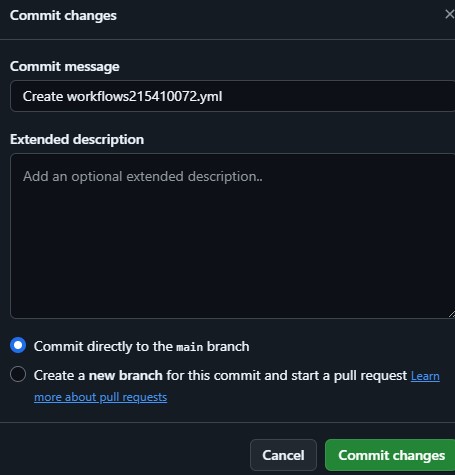 Commit changes
Commit message
Create workflows215410072.yml
Extended description
Add an optional extended description..
Commit directly to the main branch
Create a new branch for this commit and start a pull request Learn
more about pull requests
Cancel
Commit changes